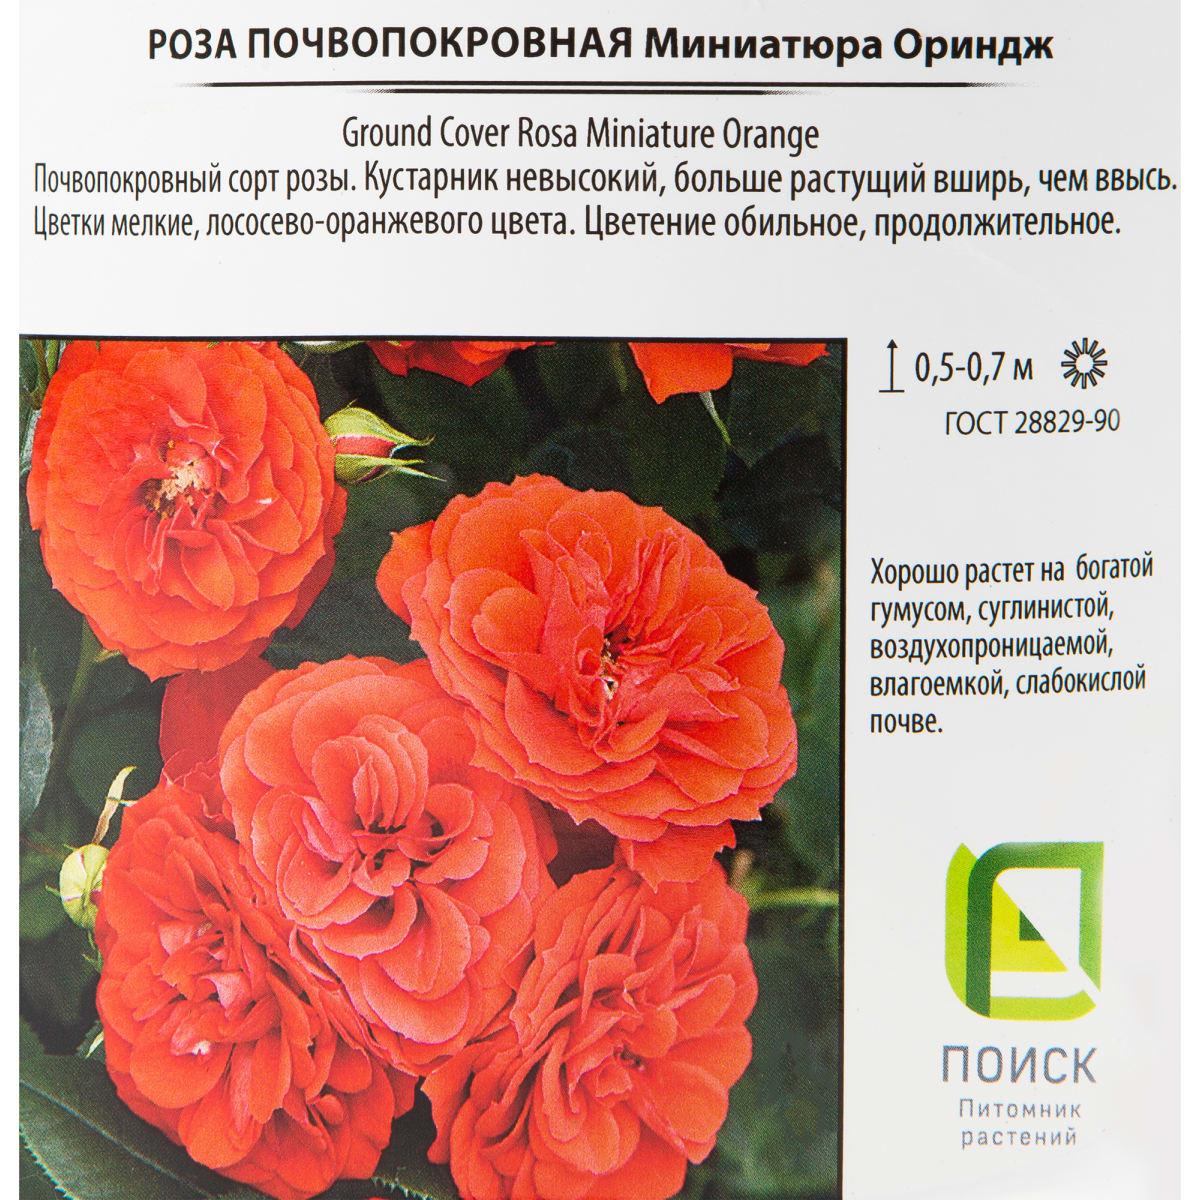 РОЗА ПОЧВОПОКРОВНАЯ Миниатюра Ориндж
Ground Cover Rosa Miniature Orange
Почвопокровный сорт розы. Кустарник невысокий, больше растущий вширь, чем ввысь.
Цветки мелкие, лососево-оранжевого цвета. Цветение обильное, продолжительное.
0,5-0,7 м
ГОСТ 28829-90
Хорошо растет на богатой
гумусом, суглинистой,
воздухопроницаемой,
влагоемкой, слабокислой
почве.
ПОИСК
Питомник
растений